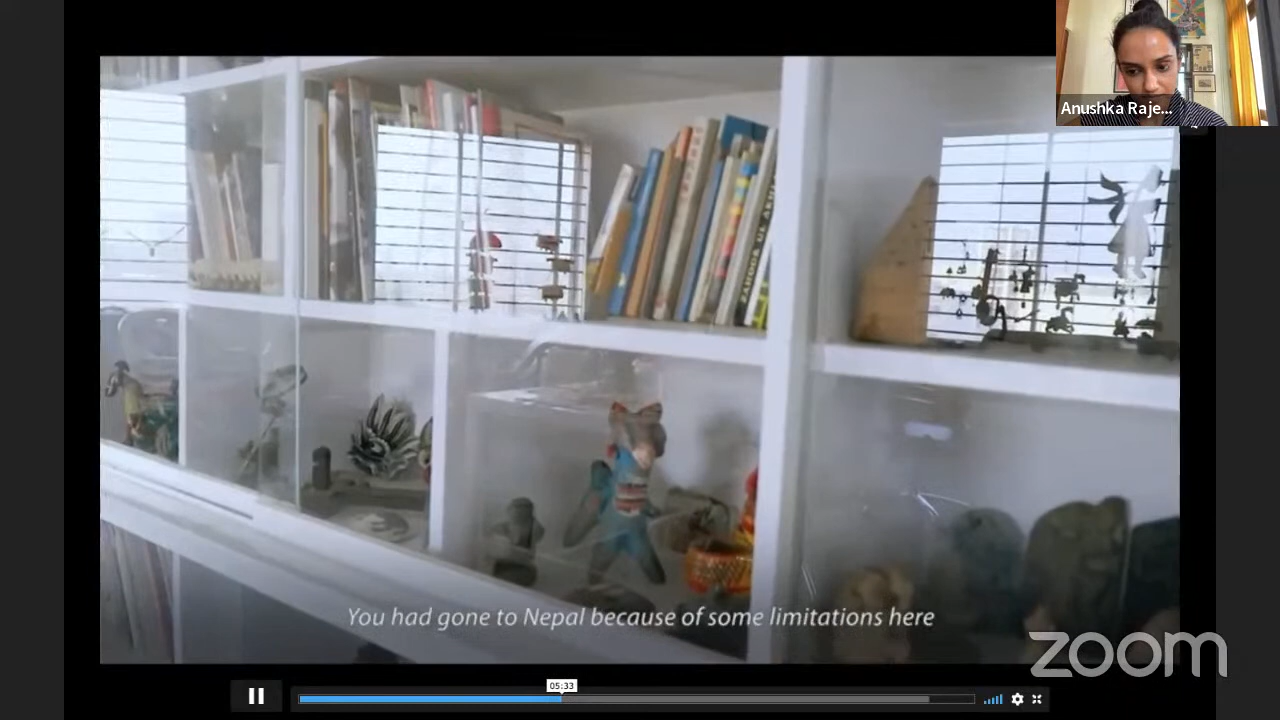 Anushka Raje...
You had gone to Nepal because of some limitations here
zoom
05:33